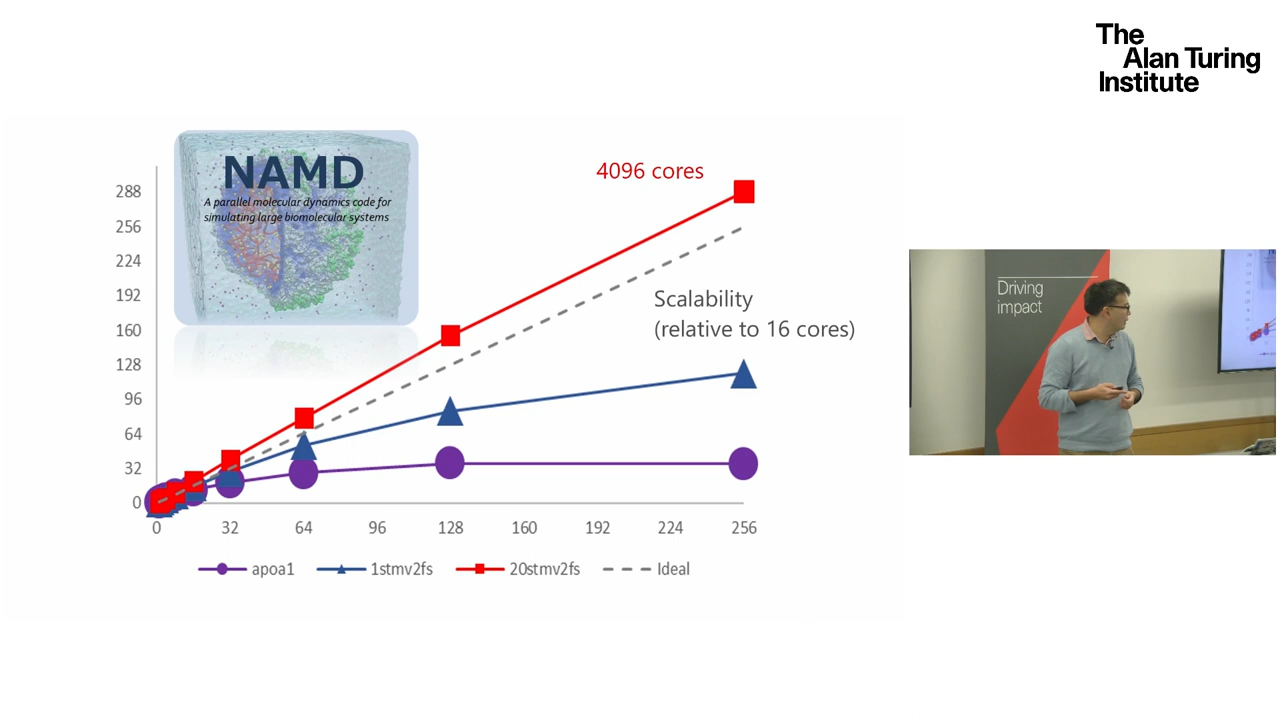 The
Alan Turing
Institute
NAMD
A parallel molecular dynamics code for
simulating large biomolecular systems
4096 cores
Scalability
(relative to 16 cores)
288
256
224
192
160
128
96
64
32
0
0 32 64 96 128 160 192 224 256
apoa1 1stmv2fs 20stmv2fs Ideal
Driving
impact